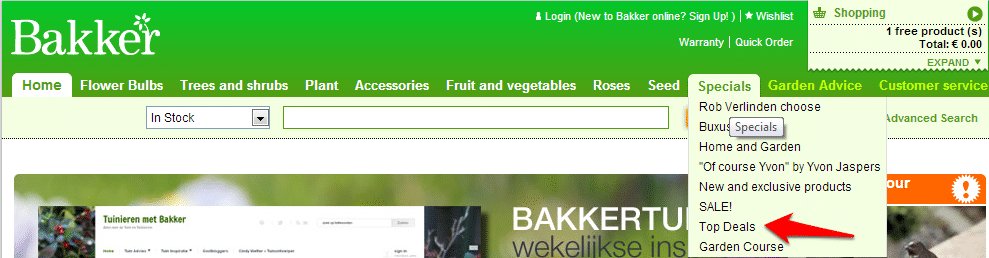 Bakker
Login (New to Bakker online? Sign Up! ) | ★ Wishlist
Warranty | Quick Order
Shopping
1 free product (s)
Total: € 0.00
EXPAND ▼
Home Flower Bulbs Trees and shrubs Plant Accessories Fruit and vegetables Roses Seed Specials Garden Advice Customer service
In Stock
Advanced Search
Rob Verlinden choose
Buxus
Specials
Home and Garden
"Of course Yvon" by Yvon Jaspers
New and exclusive products
SALE!
Top Deals
Garden Course
our
Tuinieren met Bakker
Home
BAKKERTU
wekelijkse ins